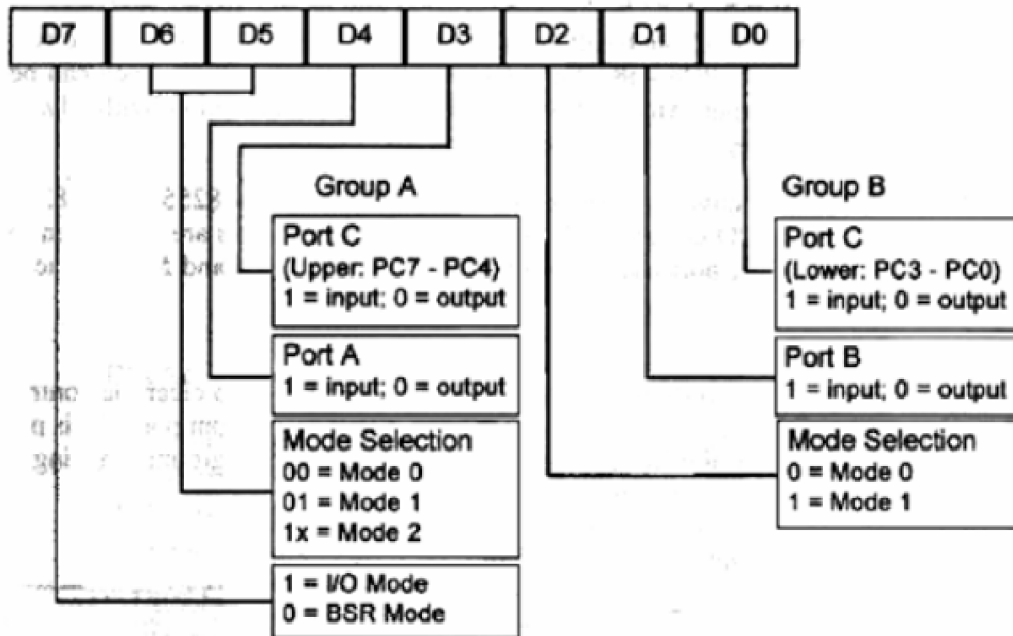 D7 D6 D5 D4 D3 D2 D1 D0
Group A
Port C
(Upper: PC7 - PC4)
1 = input; 0 = output
Port A
1 = input; 0 = output
Mode Selection
00 = Mode 0
01 = Mode 1
1x = Mode 2
1 = I/O Mode
0 = BSR Mode
Group B
Port C
(Lower: PC3 - PC0)
1 = input; 0 = output
Port B
1 = input; 0 = output
Mode Selection
0 = Mode 0
1 = Mode 1